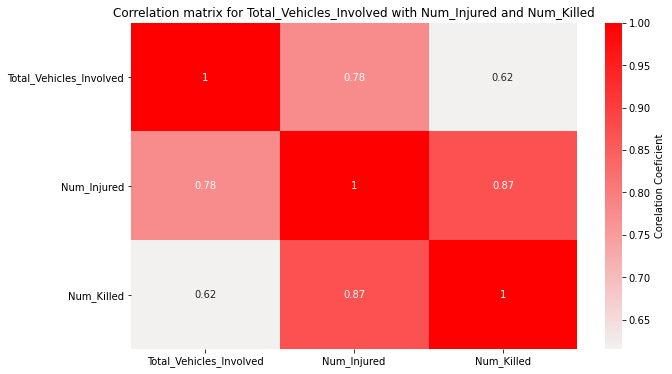 Correlation matrix for Total_Vehicles_Involved with Num_Injured and Num_Killed
Total_Vehicles_Involved
1
0.78
0.62
Num_Injured
0.78
1
0.87
Num_Killed
0.62
0.87
1
Total_Vehicles_Involved
Num_Injured
Num_Killed
1.00
0.95
0.90
0.85
0.80
0.75
0.70
0.65
Corelation Coeficient